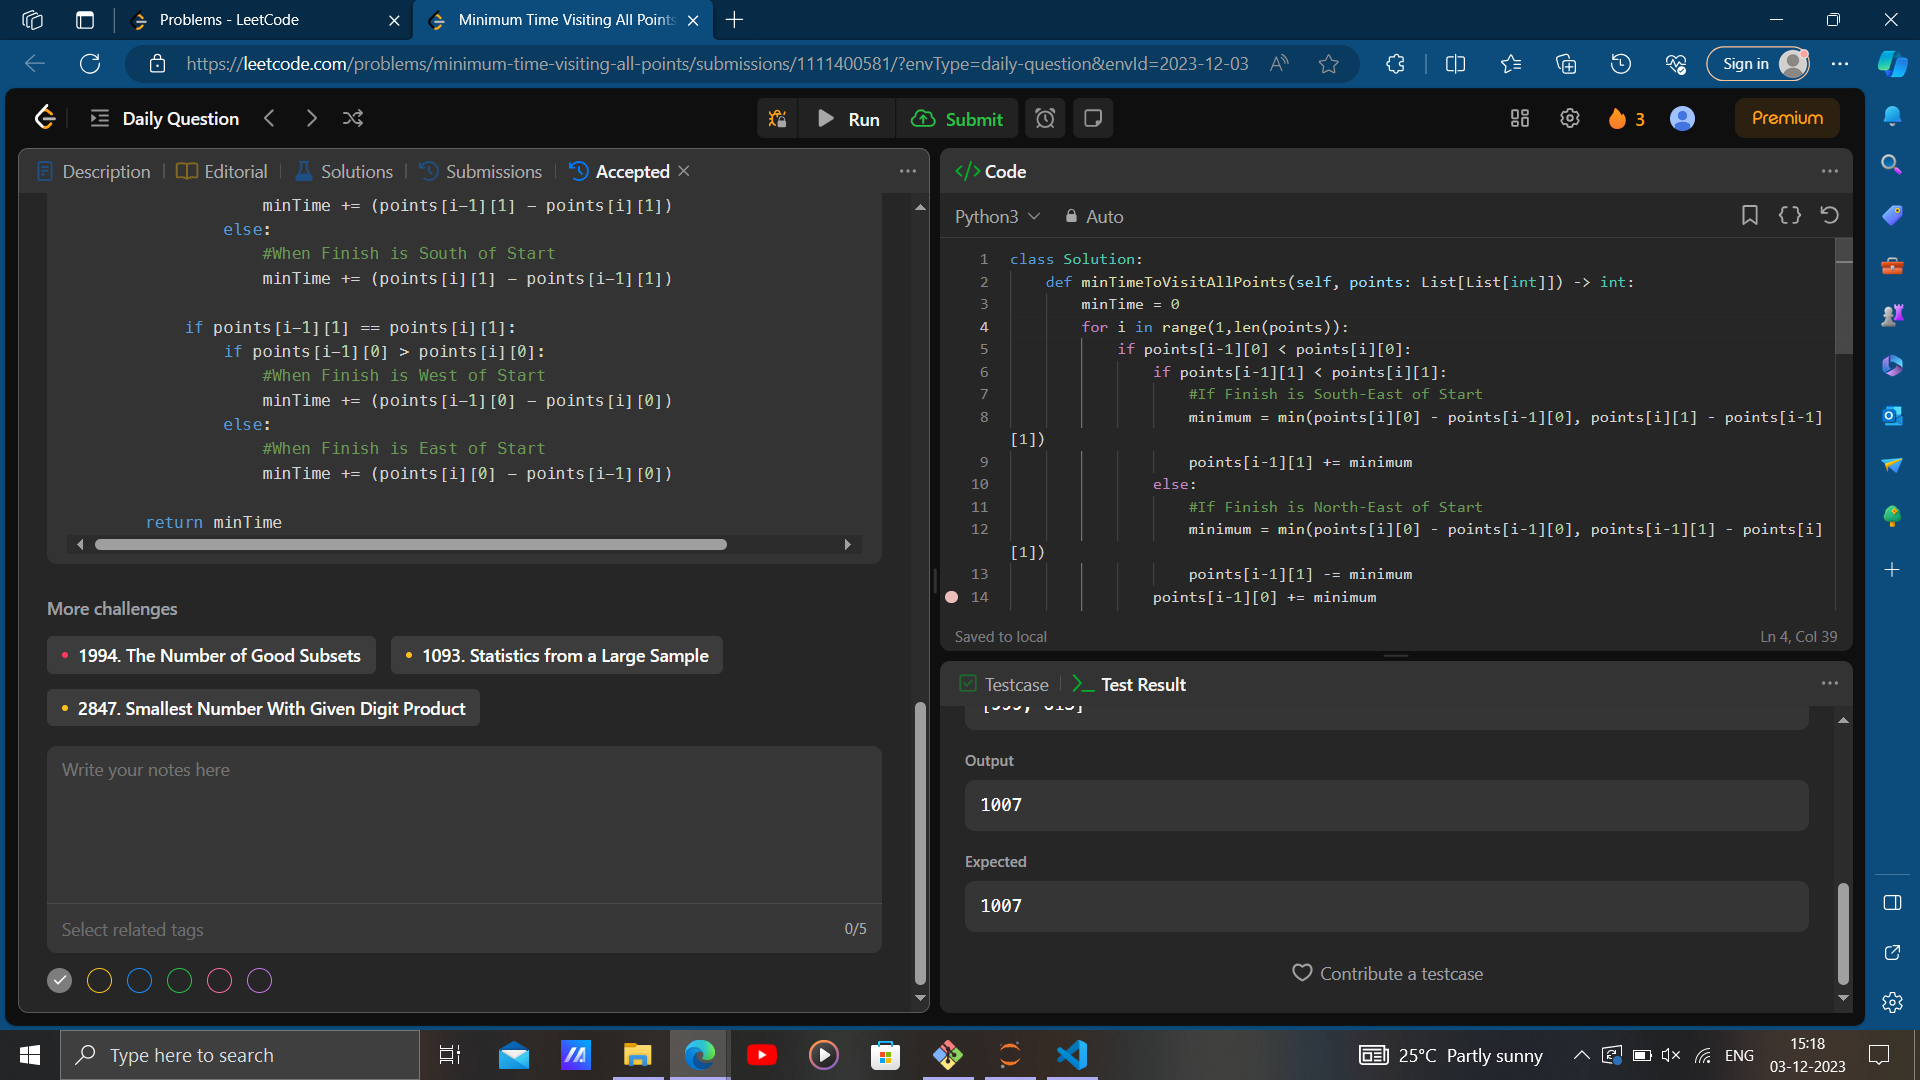 Problems - LeetCode
Minimum Time Visiting All Points
https://leetcode.com/problems/minimum-time-visiting-all-points/submissions/1111400581/?envType=daily-question&envId=2023-12-03
Sign in
Daily Question
Run
Submit
3
Premium
Description
Editorial
Solutions
Submissions
Accepted
minTime += (points[i-1][1] - points[i][1])
else:
#When Finish is South of Start
minTime += (points[i][1] - points[i-1][1])
if points[i-1][1] == points[i][1]:
if points[i-1][0] > points[i][0]:
#When Finish is West of Start
minTime += (points[i-1][0] - points[i][0])
else:
#When Finish is East of Start
minTime += (points[i][0] - points[i-1][0])
return minTime
More challenges
1994. The Number of Good Subsets
1093. Statistics from a Large Sample
2847. Smallest Number With Given Digit Product
Write your notes here
Select related tags
0/5
</> Code
Python3
Auto
1 class Solution:
2 def minTimeToVisitAllPoints(self, points: List[List[int]]) -> int:
3 minTime = 0
4 for i in range(1,len(points)):
5 if points[i-1][0] < points[i][0]:
6 if points[i-1][1] < points[i][1]:
7 #If Finish is South-East of Start
8 minimum = min(points[i][0] - points[i-1][0], points[i][1] - points[i-1]
[1])
9 points[i-1][1] += minimum
10 else:
11 #If Finish is North-East of Start
12 minimum = min(points[i][0] - points[i-1][0], points[i-1][1] - points[i]
[1])
13 points[i-1][1] -= minimum
14 points[i-1][0] += minimum
Saved to local
Ln 4, Col 39
Testcase
Test Result
Output
1007
Expected
1007
Contribute a testcase
Type here to search
25°C Partly sunny
ENG
15:18
03-12-2023